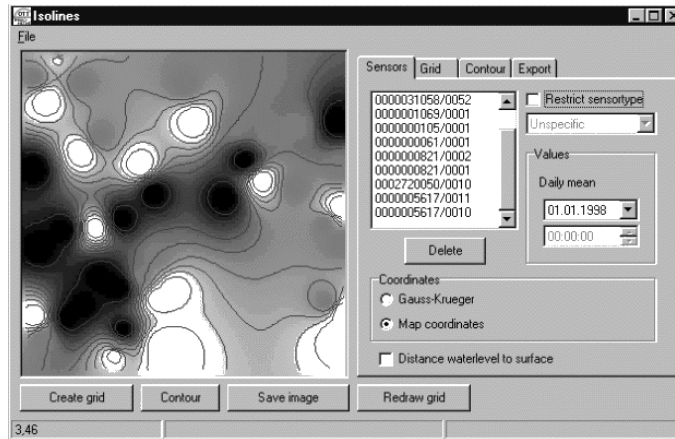 Isolines
File
Sensors Grid Contour Export
0000031058/0052
0000001069/0001
0000000105/0001
0000000061/0001
0000000821/0002
0000000821/0001
0002720050/0010
0000005617/0011
0000005617/0010
Delete
Restrict sensortype
Unspecific
Values
Daily mean
01.01.1998
00:00:00
Coordinates
Gauss-Krueger
Map coordinates
Distance waterlevel to surface
Create grid Contour Save image Redraw grid
3,46